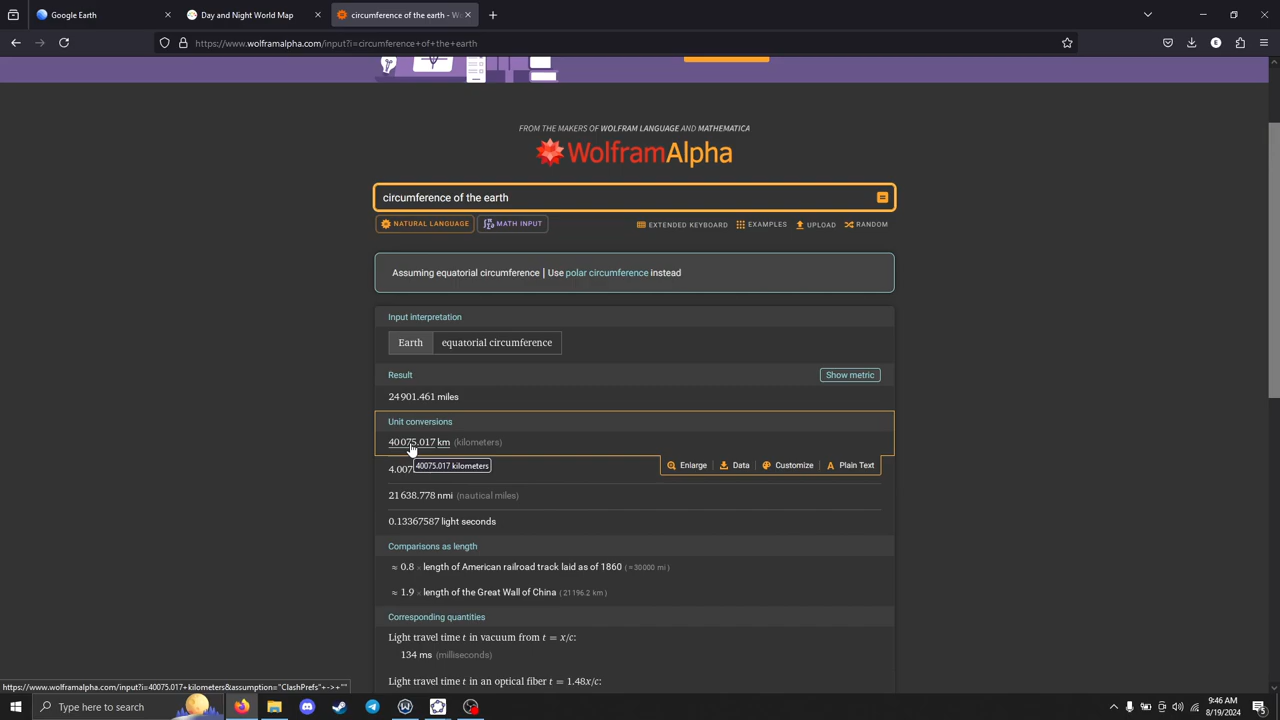 Google Earth
Day and Night World Map
circumference of the earth - W
https://www.wolframalpha.com/input?i=circumference+of+the+earth
FROM THE MAKERS OF WOLFRAM LANGUAGE AND MATHEMATICA
WolframAlpha
circumference of the earth
NATURAL LANGUAGE MATH INPUT EXTENDED KEYBOARD EXAMPLES UPLOAD RANDOM
Assuming equatorial circumference | Use polar circumference instead
Input interpretation
Earth equatorial circumference
Result Show metric
24901.461 miles
Unit conversions
40075.017 km (kilometers)
4.007 40075.017 kilometers Enlarge Data Customize Plain Text
21638.778 nmi (nautical miles)
0.13367587 light seconds
Comparisons as length
≈ 0.8 × length of American railroad track laid as of 1860 (≈30000 mi)
≈ 1.9 × length of the Great Wall of China (21196.2 km)
Corresponding quantities
Light travel time t in vacuum from t = x/c:
134 ms (milliseconds)
Light travel time t in an optical fiber t = 1.48x/c:
https://www.wolframalpha.com/input?i=40075.017+kilometers&assumption="ClashPrefs"+->+""
Type here to search
9:46 AM
8/19/2024
5